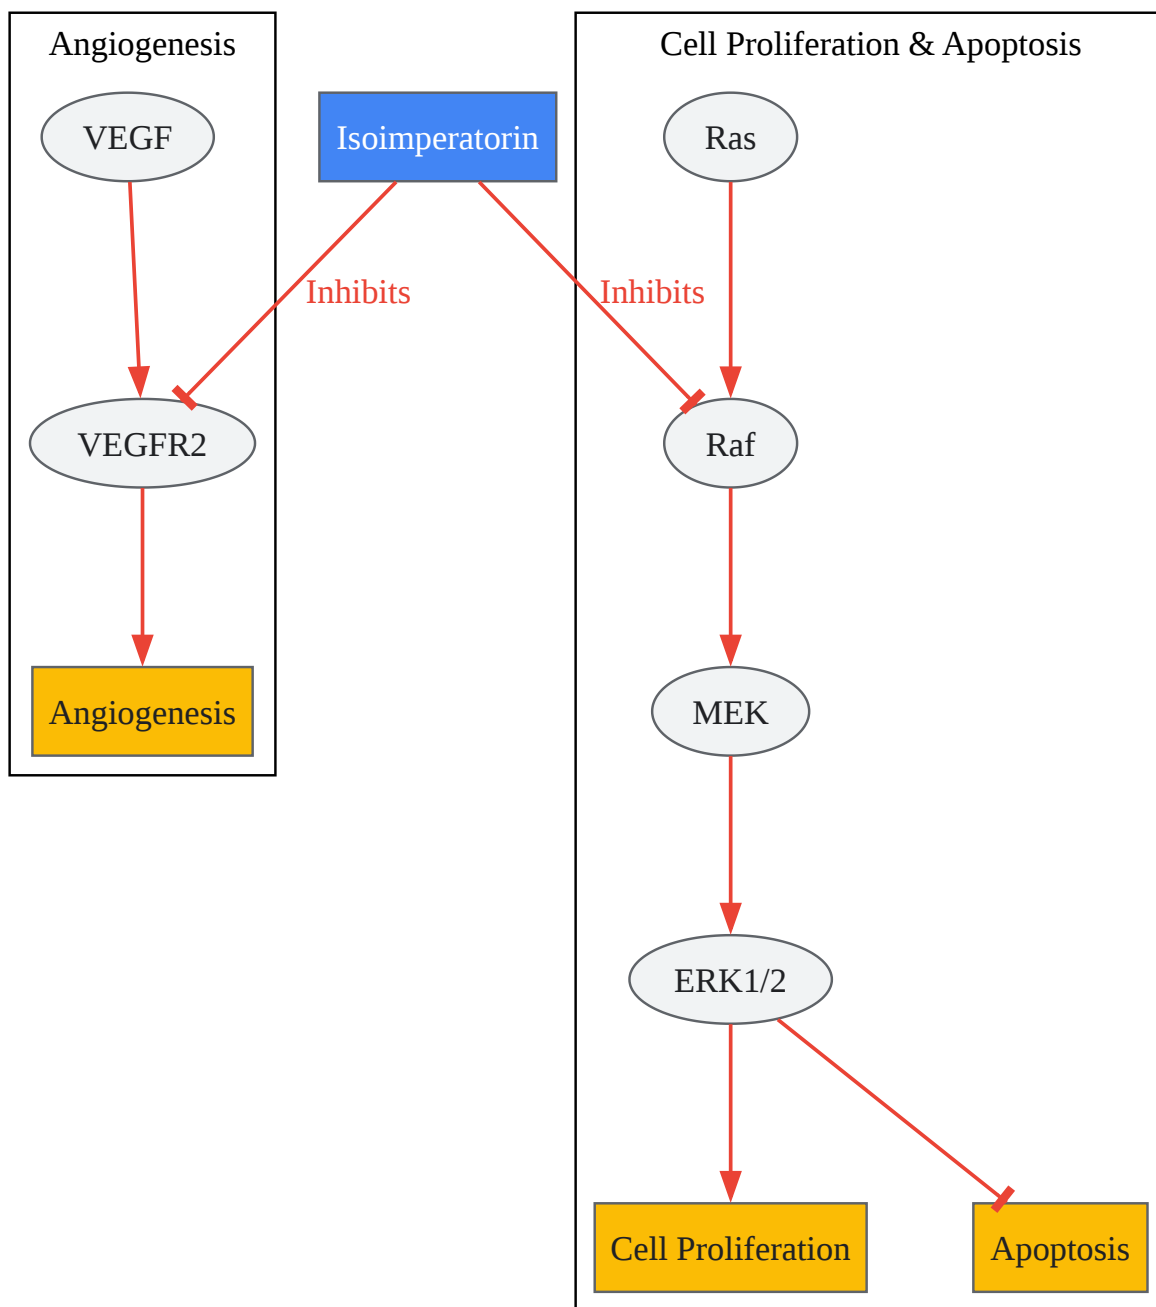 Angiogenesis
Cell Proliferation & Apoptosis
VEGF
Isoimperatorin
Ras
Inhibits
Inhibits
VEGFR2
Raf
Angiogenesis
MEK
ERK1/2
Cell Proliferation
Apoptosis